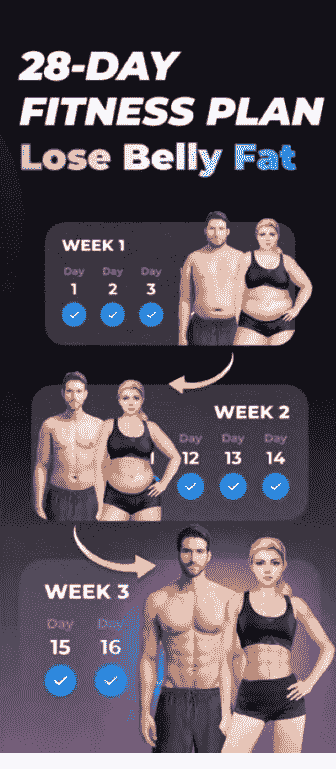 28-DAY
FITNESS PLAN
Lose Belly Fat
WEEK 1
Day Day Day
1 2 3
WEEK 2
Day Day Day
12 13 14
WEEK 3
Day Day
15 16